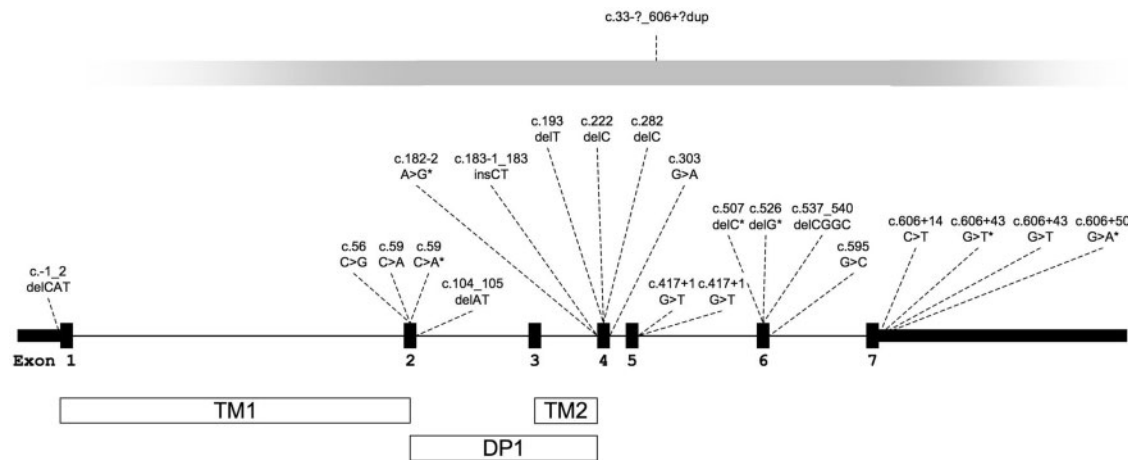 c.33-?_606+?dup
c.193
delT
c.222
delC
c.282
delC
c.182-2
A>G*
c.183-1_183
insCT
c.303
G>A
c.507
delC*
c.526
delG*
c.537_540
delCGGC
c.606+14
C>T
c.606+43
G>T*
c.606+43
G>T
c.606+50
G>A*
c.56
C>G
c.59
C>A
c.59
C>A*
c.595
G>C
c.-1_2
delCAT
c.104_105
delAT
c.417+1
G>T
c.417+1
G>T
Exon 1 2 3 4 5 6 7
TM1 TM2
DP1